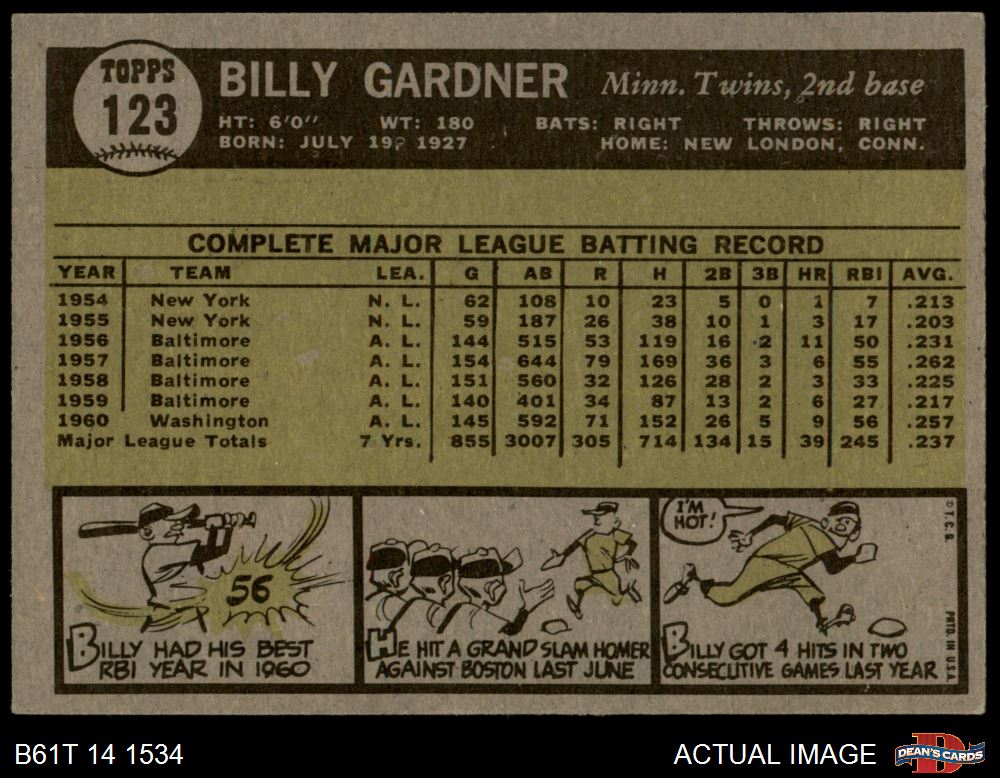 TOPPS
123
BILLY GARDNER Minn. Twins, 2nd base
HT: 6'0" WT: 180 BATS: RIGHT THROWS: RIGHT
BORN: JULY 19, 1927 HOME: NEW LONDON, CONN.
COMPLETE MAJOR LEAGUE BATTING RECORD
YEAR TEAM LEA. G AB R H 2B 3B HR RBI AVG.
1954 New York N. L. 62 108 10 23 5 0 1 7 .213
1955 New York N. L. 59 187 26 38 10 1 3 17 .203
1956 Baltimore A. L. 144 515 53 119 16 2 11 50 .231
1957 Baltimore A. L. 154 644 79 169 36 3 6 55 .262
1958 Baltimore A. L. 151 560 32 126 28 2 3 33 .225
1959 Baltimore A. L. 140 401 34 87 13 2 6 27 .217
1960 Washington A. L. 145 592 71 152 26 5 9 56 .257
Major League Totals 7 Yrs. 855 3007 305 714 134 15 39 245 .237
56
BILLY HAD HIS BEST
RBI YEAR IN 1960
HE HIT A GRAND SLAM HOMER
AGAINST BOSTON LAST JUNE
I'M
HOT!
BILLY GOT 4 HITS IN TWO
CONSECUTIVE GAMES LAST YEAR
© T. C. G.
PRTD. IN U.S.A.
B61T 14 1534
ACTUAL IMAGE
DEAN'S CARDS